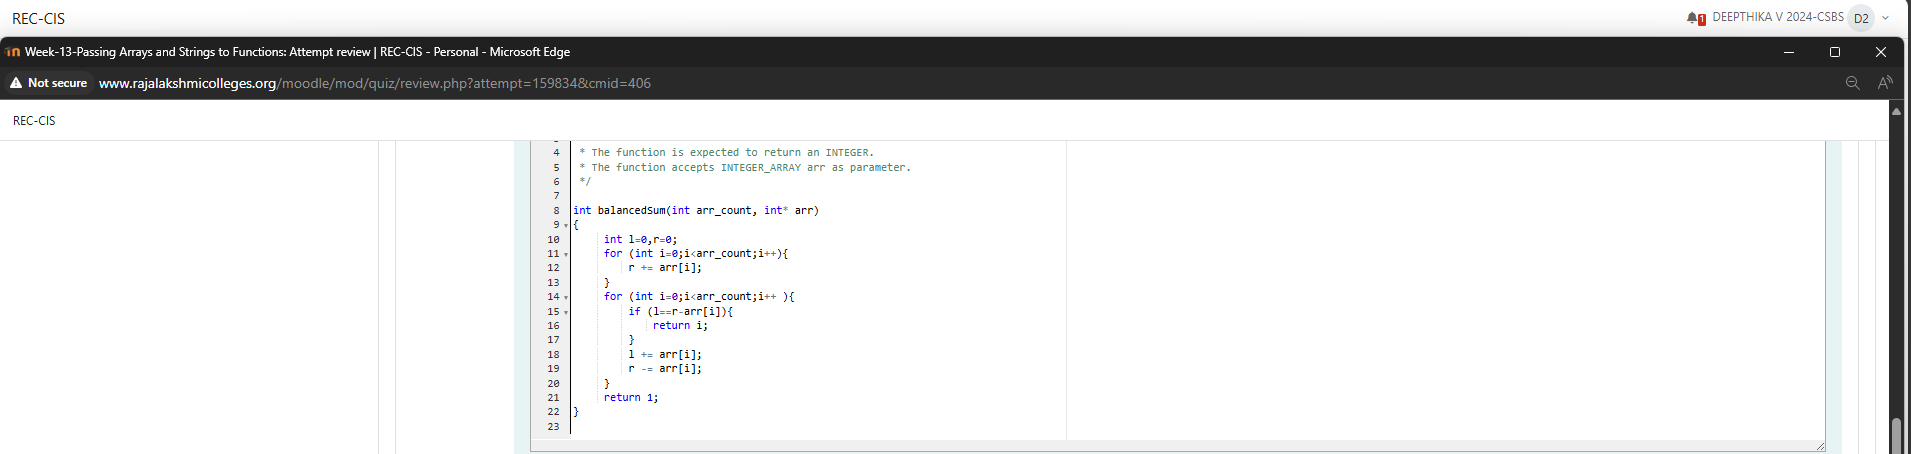 REC-CIS
1 DEEPTHIKA V 2024-CSBS D2
Week-13-Passing Arrays and Strings to Functions: Attempt review | REC-CIS - Personal - Microsoft Edge
Not secure www.rajalakshmicolleges.org/moodle/mod/quiz/review.php?attempt=159834&cmid=406
REC-CIS
4 * The function is expected to return an INTEGER.
5 * The function accepts INTEGER_ARRAY arr as parameter.
6 */
7
8 int balancedSum(int arr_count, int* arr)
9 {
10 int l=0,r=0;
11 for (int i=0;i<arr_count;i++){
12 r += arr[i];
13 }
14 for (int i=0;i<arr_count;i++ ){
15 if (l==r-arr[i]){
16 return i;
17 }
18 l += arr[i];
19 r -= arr[i];
20 }
21 return 1;
22 }
23